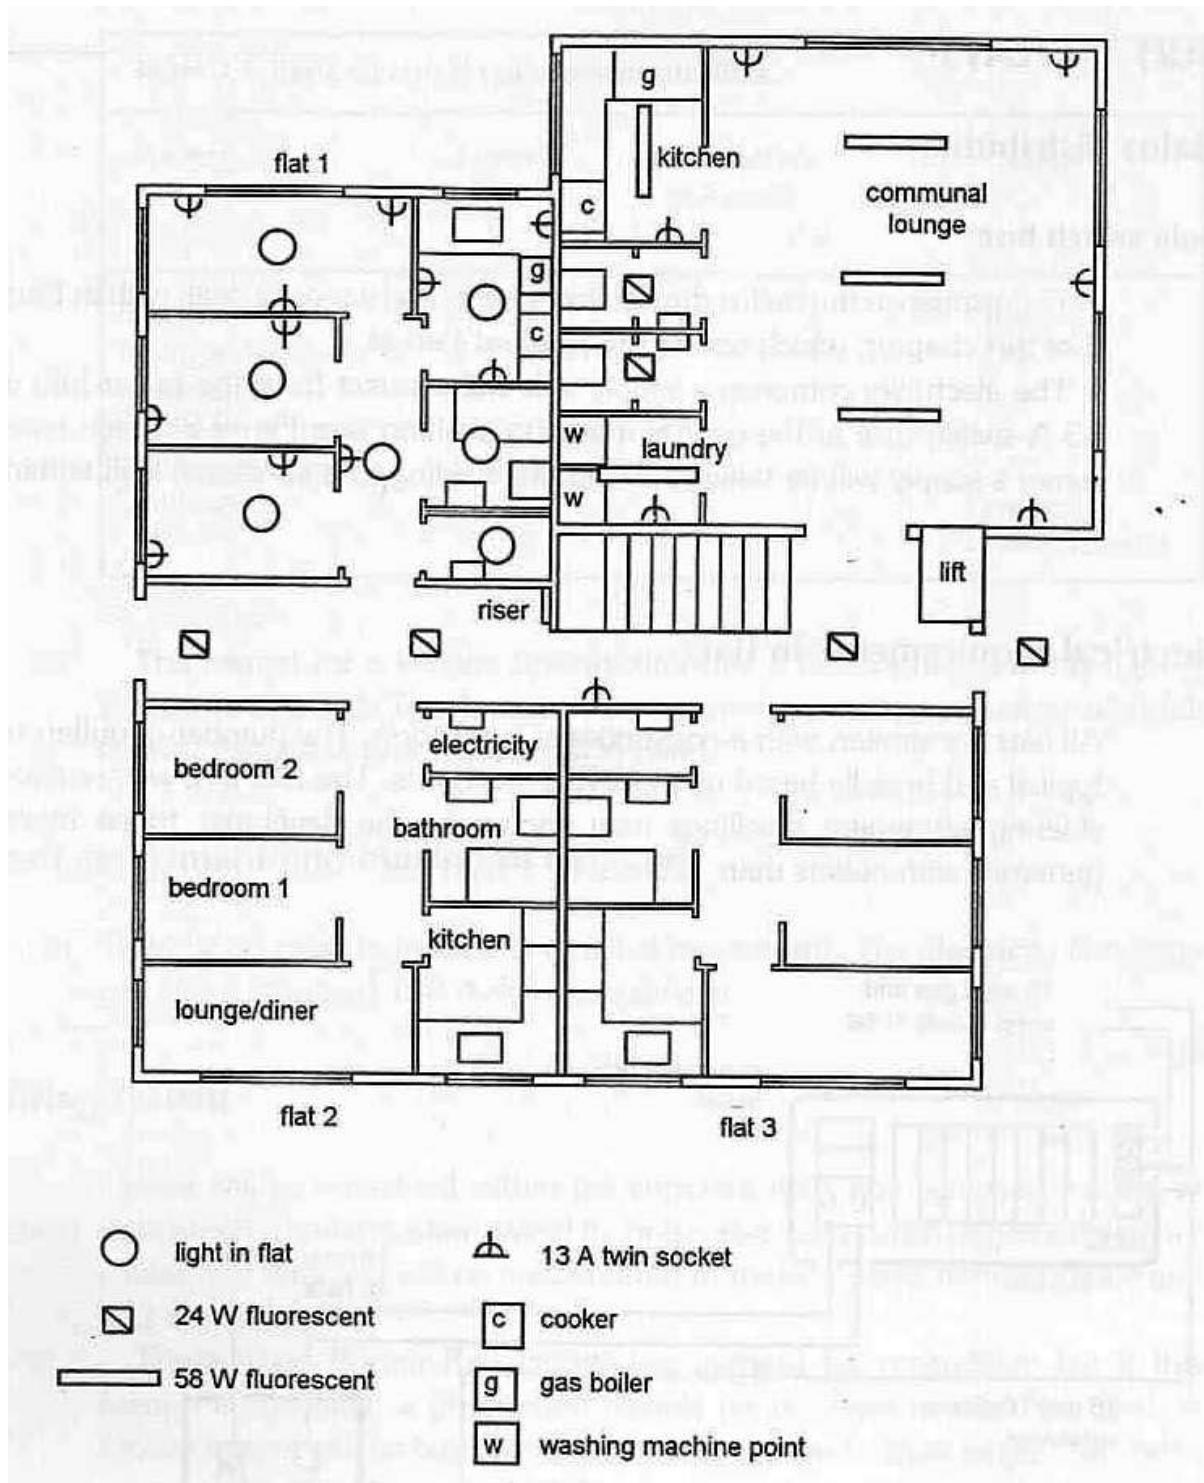 g
kitchen
communal
lounge
c
flat 1
g
c
w
laundry
w
lift
riser
electricity
bedroom 2
bathroom
bedroom 1
kitchen
lounge/diner
flat 2
flat 3
light in flat
13 A twin socket
24 W fluorescent
c
cooker
58 W fluorescent
g
gas boiler
w
washing machine point